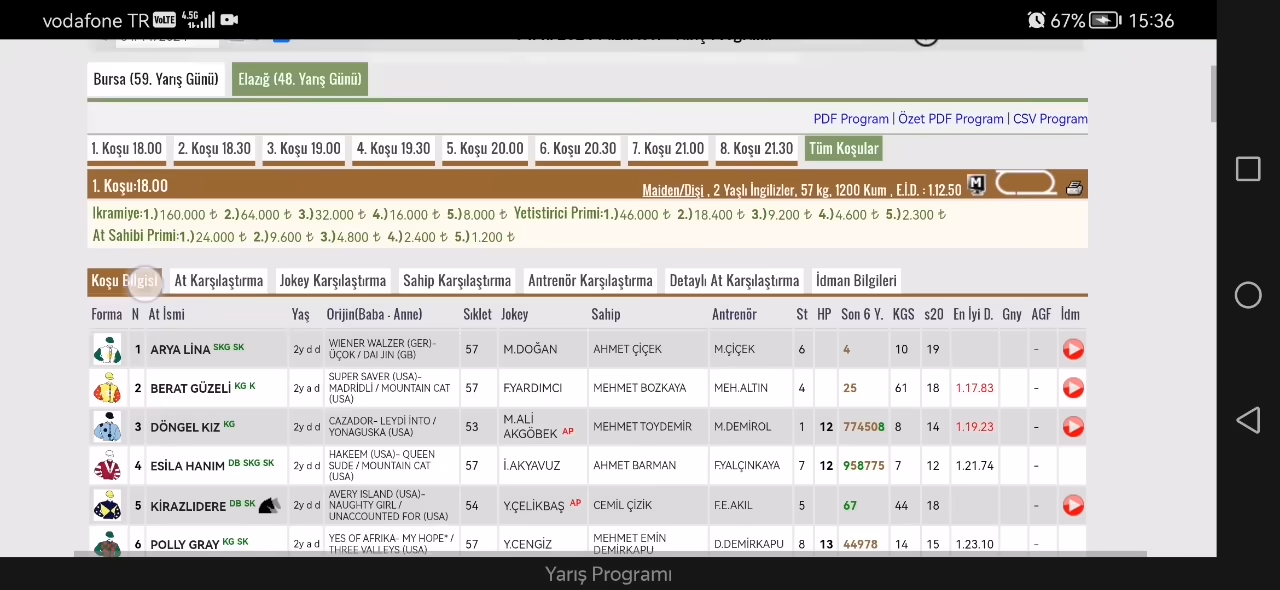 vodafone TR VoLTE 4.5G 67% 15:36
Bursa (59. Yarış Günü) Elazığ (48. Yarış Günü)
PDF Program | Özet PDF Program | CSV Program
1. Koşu 18.00 2. Koşu 18.30 3. Koşu 19.00 4. Koşu 19.30 5. Koşu 20.00 6. Koşu 20.30 7. Koşu 21.00 8. Koşu 21.30 Tüm Koşular
1. Koşu:18.00 Maiden/Dişi , 2 Yaşlı İngilizler, 57 kg, 1200 Kum , E.İ.D. : 1.12.50 M
Ikramiye:1.)160.000 ₺ 2.)64.000 ₺ 3.)32.000 ₺ 4.)16.000 ₺ 5.)8.000 ₺ Yetistirici Primi:1.)46.000 ₺ 2.)18.400 ₺ 3.)9.200 ₺ 4.)4.600 ₺ 5.)2.300 ₺
At Sahibi Primi:1.)24.000 ₺ 2.)9.600 ₺ 3.)4.800 ₺ 4.)2.400 ₺ 5.)1.200 ₺
Koşu Bilgisi At Karşılaştırma Jokey Karşılaştırma Sahip Karşılaştırma Antrenör Karşılaştırma Detaylı At Karşılaştırma İdman Bilgileri
Forma N At İsmi Yaş Orijin(Baba - Anne) Sıklet Jokey Sahip Antrenör St HP Son 6 Y. KGS s20 En İyi D. Gny AGF İdm
1 ARYA LİNA SKG SK 2y d d WIENER WALZER (GER)- ÜÇOK / DAI JIN (GB) 57 M.DOĞAN AHMET ÇİÇEK M.ÇİÇEK 6 4 10 19 -
2 BERAT GÜZELİ KG K 2y a d SUPER SAVER (USA)- MADRİDLİ / MOUNTAIN CAT (USA) 57 F.YARDIMCI MEHMET BOZKAYA MEH.ALTIN 4 25 61 18 1.17.83 -
3 DÖNGEL KIZ KG 2y d d CAZADOR- LEYDİ İNTO / YONAGUSKA (USA) 53 M.ALİ AKGÖBEK AP MEHMET TOYDEMİR M.DEMİROL 1 12 774508 8 14 1.19.23 -
4 ESİLA HANIM DB SKG SK 2y d d HAKEEM (USA)- QUEEN SUDE / MOUNTAIN CAT (USA) 57 İ.AKYAVUZ AHMET BARMAN F.YALÇINKAYA 7 12 958775 7 12 1.21.74 -
5 KİRAZLIDERE DB SK 2y d d AVERY ISLAND (USA)- NAUGHTY GIRL / UNACCOUNTED FOR (USA) 54 Y.ÇELİKBAŞ AP CEMİL ÇİZİK F.E.AKIL 5 67 44 18 -
6 POLLY GRAY KG SK 2y a d YES OF AFRIKA- MY HOPE* / THREE VALLEYS (USA) 57 Y.CENGİZ MEHMET EMİN DEMİRKAPU D.DEMİRKAPU 8 13 44978 14 15 1.23.10 -
Yarış Programı